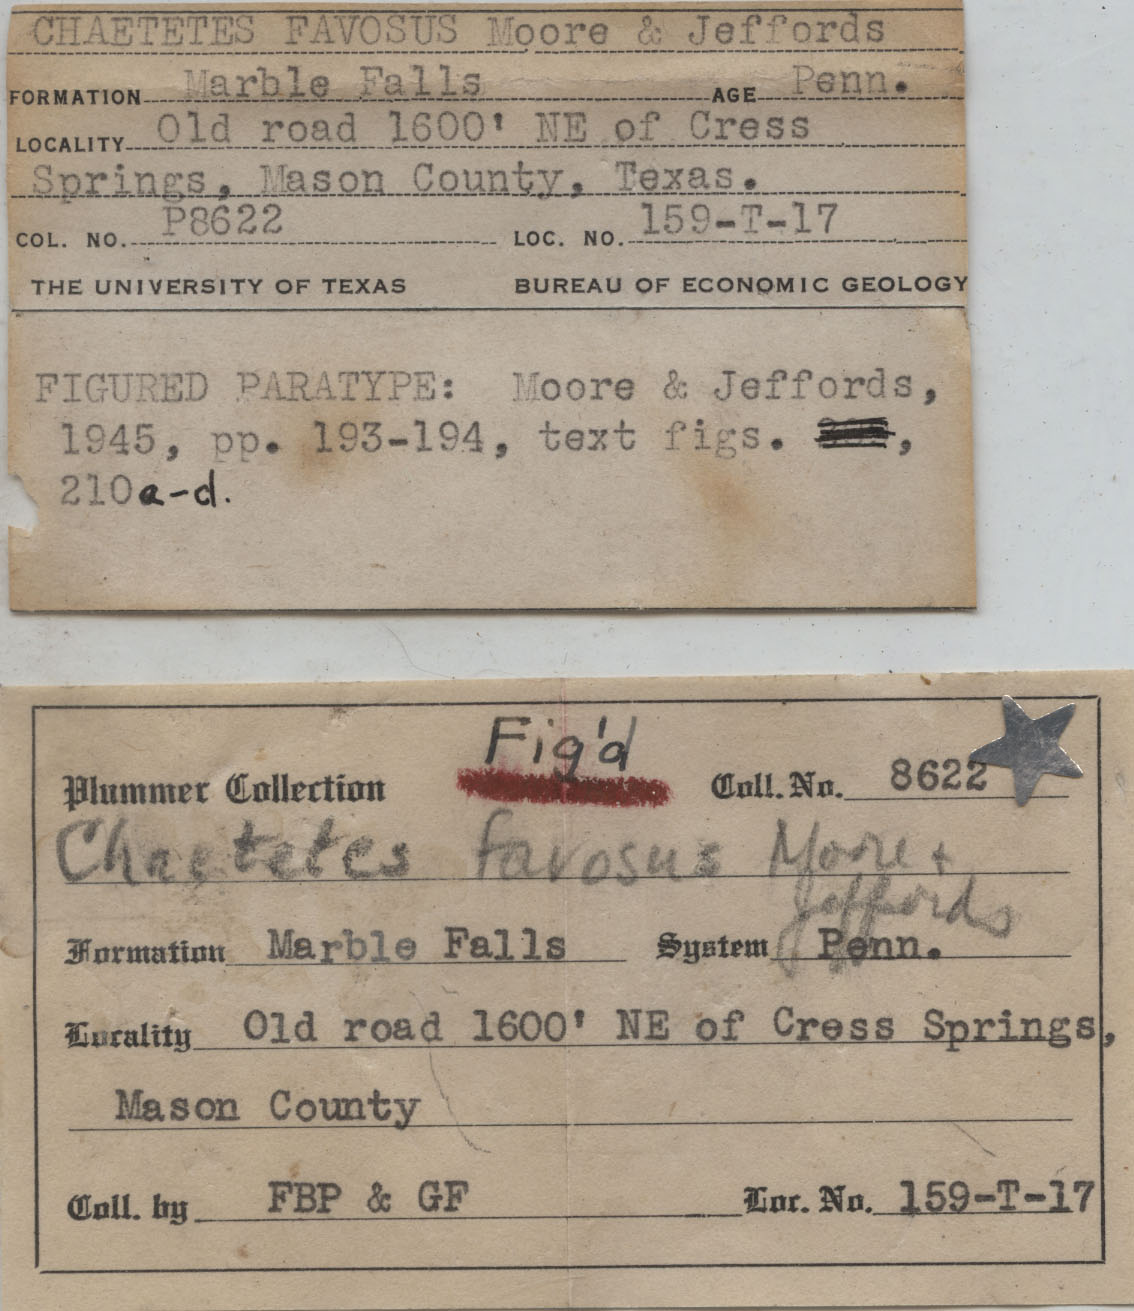 CHAETETES FAVOSUS Moore & Jeffords
FORMATION Marble Falls AGE Penn.
LOCALITY Old road 1600' NE of Cress
Springs, Mason County, Texas.
COL. NO. P8622 LOC. NO. 159-T-17
THE UNIVERSITY OF TEXAS BUREAU OF ECONOMIC GEOLOGY
FIGURED PARATYPE: Moore & Jeffords,
1945, pp. 193-194, text figs. ,
210a-d.
Fig'd
Plummer Collection Coll. No. 8622
Chaetetes favosus Moore +
Jeffords
Formation Marble Falls System Penn.
Locality Old road 1600' NE of Cress Springs,
Mason County
Coll. by FBP & GF Loc. No. 159-T-17